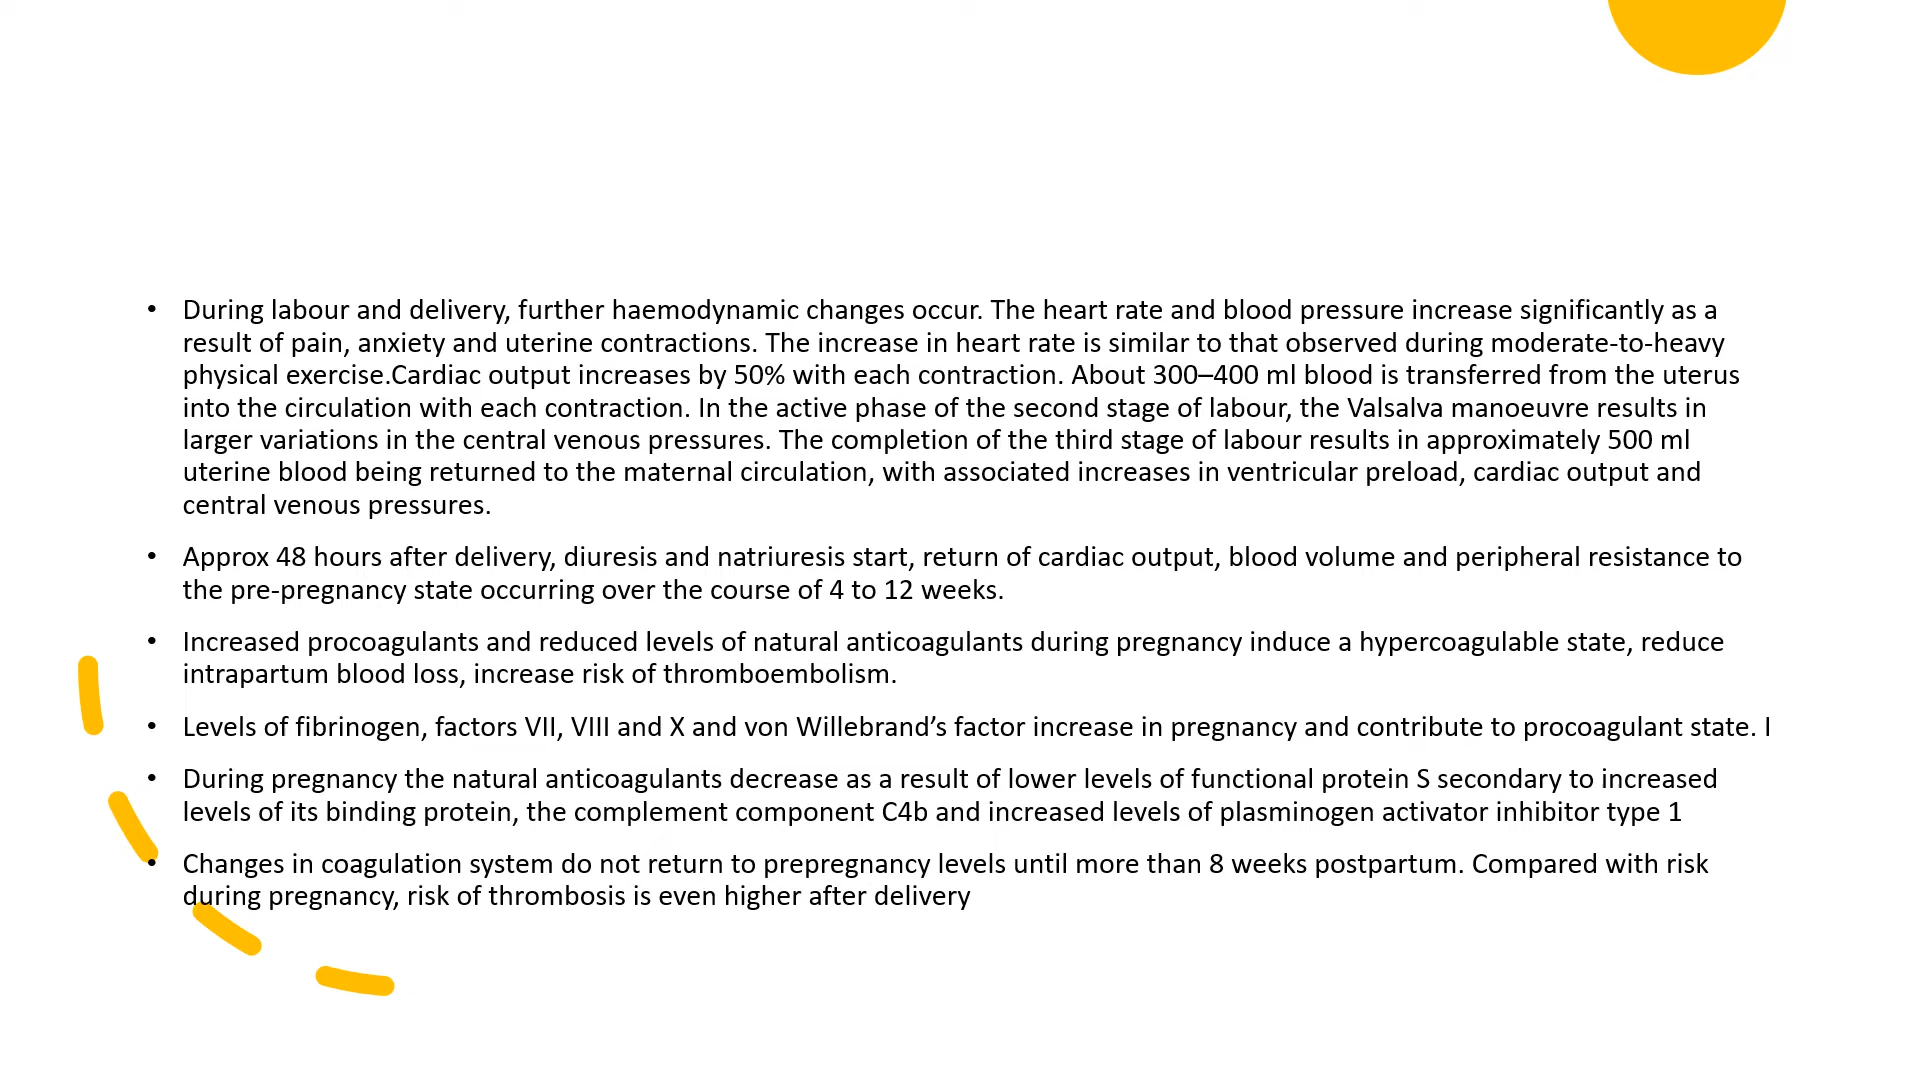 • During labour and delivery, further haemodynamic changes occur. The heart rate and blood pressure increase significantly as a
result of pain, anxiety and uterine contractions. The increase in heart rate is similar to that observed during moderate-to-heavy
physical exercise.Cardiac output increases by 50% with each contraction. About 300–400 ml blood is transferred from the uterus
into the circulation with each contraction. In the active phase of the second stage of labour, the Valsalva manoeuvre results in
larger variations in the central venous pressures. The completion of the third stage of labour results in approximately 500 ml
uterine blood being returned to the maternal circulation, with associated increases in ventricular preload, cardiac output and
central venous pressures.
• Approx 48 hours after delivery, diuresis and natriuresis start, return of cardiac output, blood volume and peripheral resistance to
the pre-pregnancy state occurring over the course of 4 to 12 weeks.
• Increased procoagulants and reduced levels of natural anticoagulants during pregnancy induce a hypercoagulable state, reduce
intrapartum blood loss, increase risk of thromboembolism.
• Levels of fibrinogen, factors VII, VIII and X and von Willebrand’s factor increase in pregnancy and contribute to procoagulant state. I
• During pregnancy the natural anticoagulants decrease as a result of lower levels of functional protein S secondary to increased
levels of its binding protein, the complement component C4b and increased levels of plasminogen activator inhibitor type 1
• Changes in coagulation system do not return to prepregnancy levels until more than 8 weeks postpartum. Compared with risk
during pregnancy, risk of thrombosis is even higher after delivery